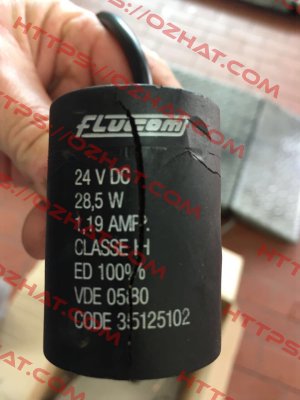 FLUCOM
24 V DC
28,5 W
1,19 AMP.
CLASSE H
ED 100%
VDE 0580
CODE 35125102
HTTPS://OZHAT.COM